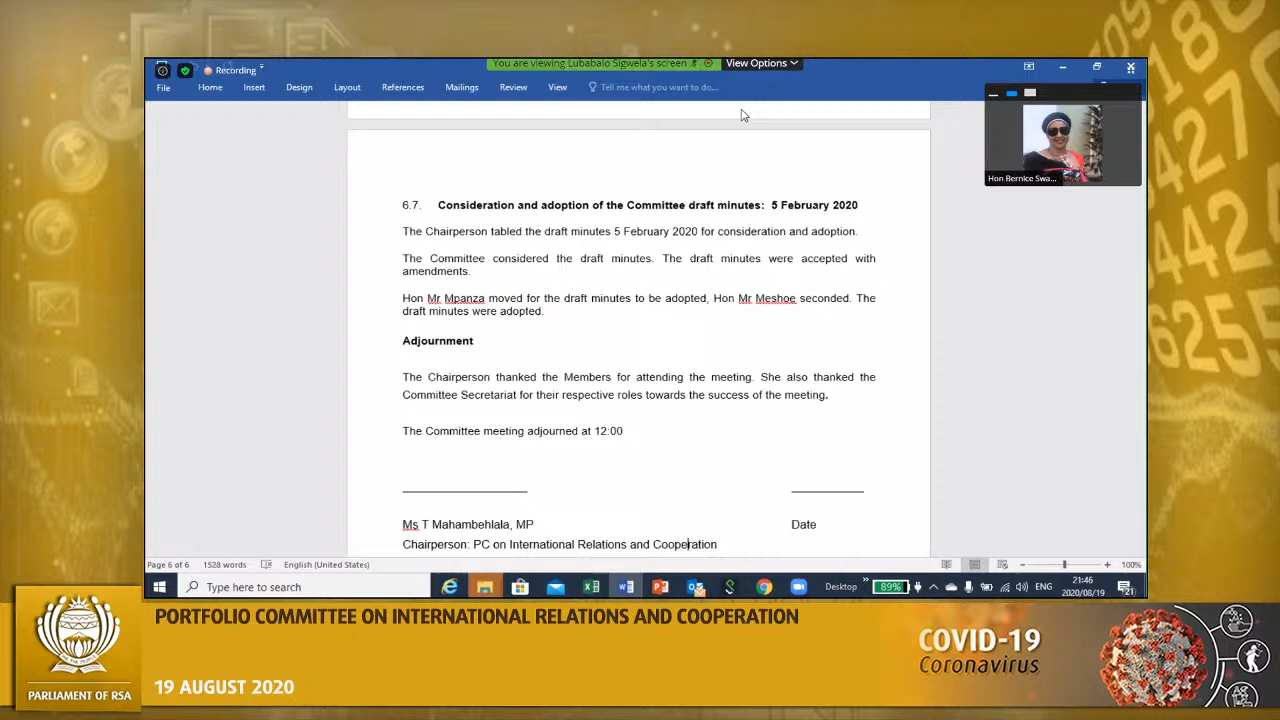 You are viewing Lubabalo Sigwela's screen
View Options
Recording
File Home Insert Design Layout References Mailings Review View Tell me what you want to do...
Hon Bernice Swa...
6.7. Consideration and adoption of the Committee draft minutes: 5 February 2020
The Chairperson tabled the draft minutes 5 February 2020 for consideration and adoption.
The Committee considered the draft minutes. The draft minutes were accepted with
amendments.
Hon Mr Mpanza moved for the draft minutes to be adopted, Hon Mr Meshoe seconded. The
draft minutes were adopted.
Adjournment
The Chairperson thanked the Members for attending the meeting. She also thanked the
Committee Secretariat for their respective roles towards the success of the meeting.
The Committee meeting adjourned at 12:00
Ms T Mahambehlala, MP Date
Chairperson: PC on International Relations and Cooperation
Page 6 of 6 1528 words English (United States) 100%
Type here to search Desktop 89% ENG 21:46
2020/08/19 21
PORTFOLIO COMMITTEE ON INTERNATIONAL RELATIONS AND COOPERATION
COVID-19
Coronavirus
19 AUGUST 2020
PARLIAMENT OF RSA